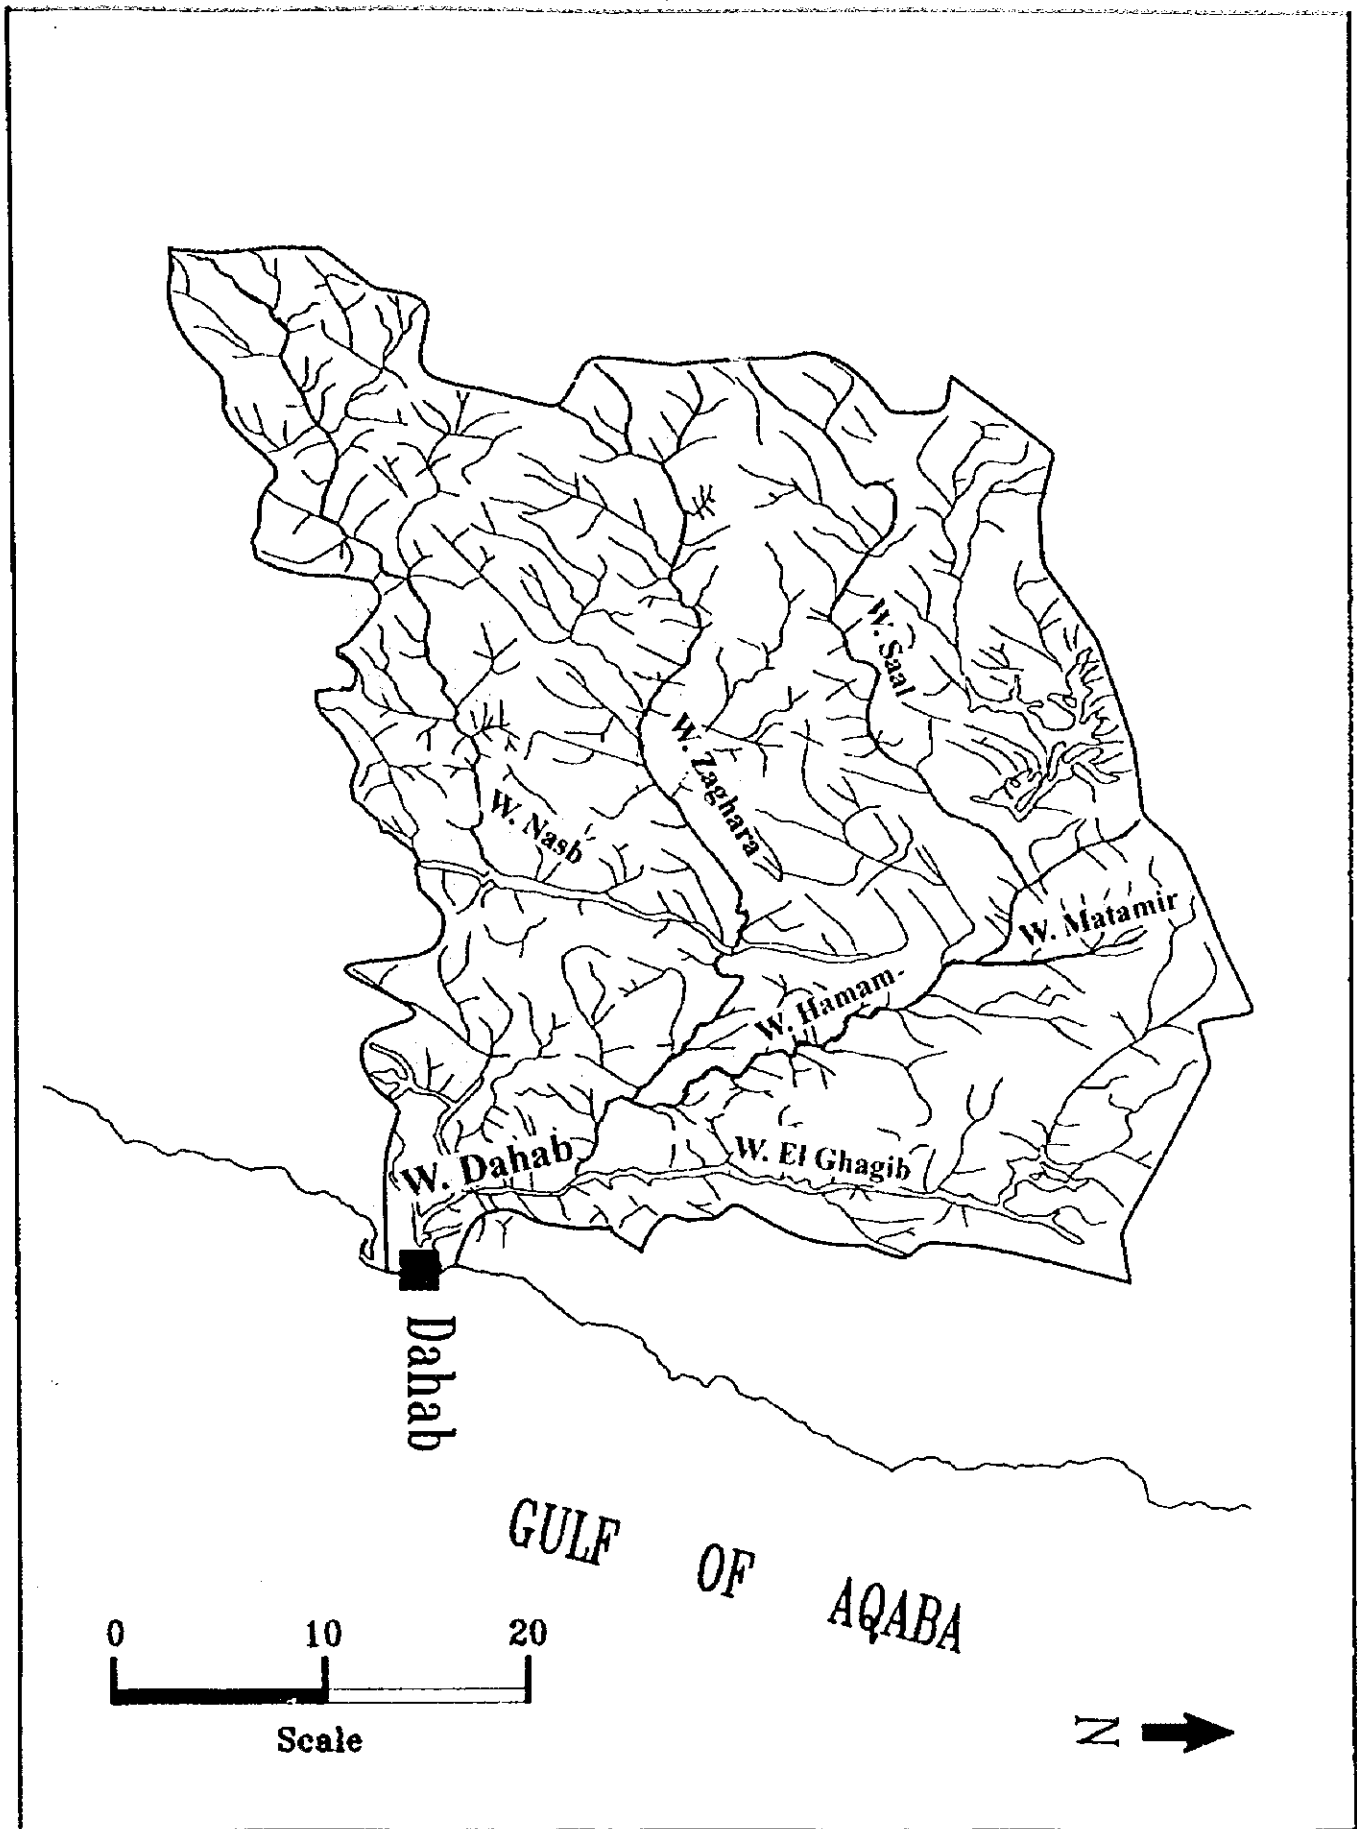 W. Saal
W. Zaghara
W. Nasb
W. Matamir
W. Hamam
W. Dahab
W. El Ghagib
Dahab
GULF OF AQABA
0 10 20
Scale
N